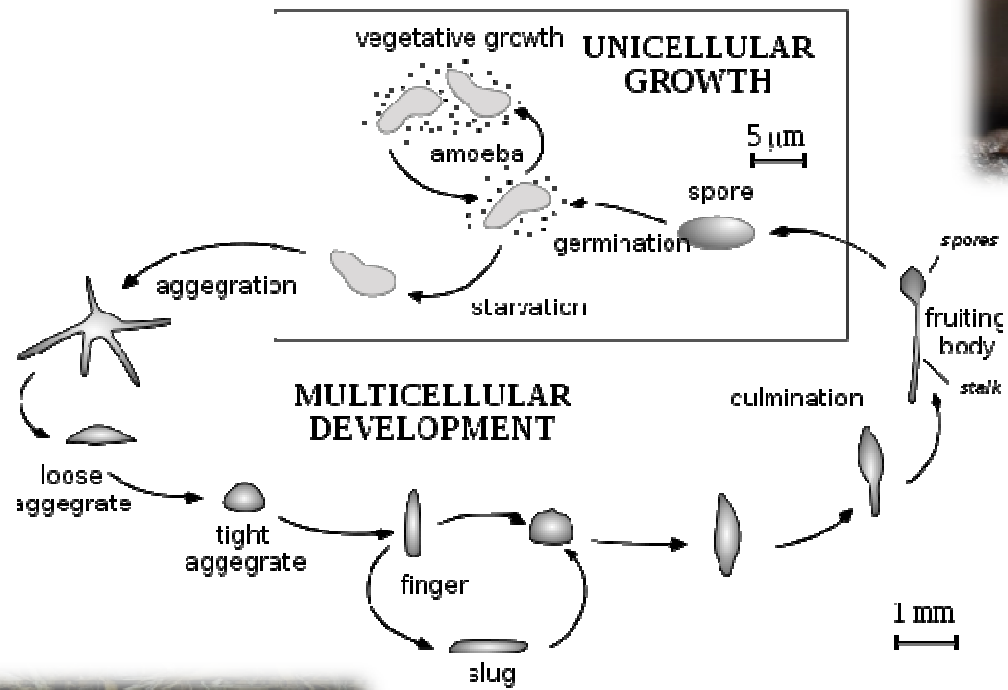 vegetative growth
UNICELLULAR
GROWTH
5 µm
amoeba
spore
germination
spores
aggegration
starvation
fruiting
body
stalk
MULTICELLULAR
DEVELOPMENT
culmination
loose
aggegrate
tight
aggegrate
finger
1 mm
slug